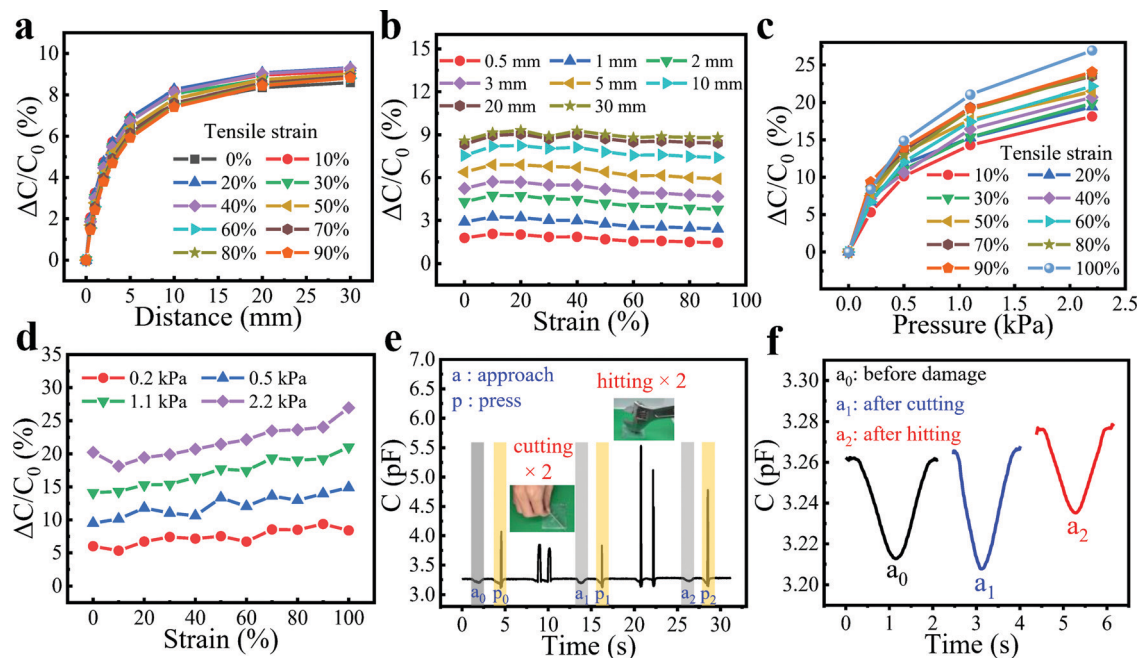 a
ΔC/C0 (%)
10
8
6
4
2
0
Tensile strain
0% 10%
20% 30%
40% 50%
60% 70%
80% 90%
0 5 10 15 20 25 30
Distance (mm)
b
ΔC/C0 (%)
15
12
9
6
3
0
0.5 mm 1 mm 2 mm
3 mm 5 mm 10 mm
20 mm 30 mm
0 20 40 60 80 100
Strain (%)
c
ΔC/C0 (%)
25
20
15
10
5
0
Tensile strain
10% 20%
30% 40%
50% 60%
70% 80%
90% 100%
0.0 0.5 1.0 1.5 2.0 2.5
Pressure (kPa)
d
ΔC/C0 (%)
35
30
25
20
15
10
5
0
0.2 kPa 0.5 kPa
1.1 kPa 2.2 kPa
0 20 40 60 80 100
Strain (%)
e
C (pF)
7.0
6.5
6.0
5.5
5.0
4.5
4.0
3.5
3.0
a : approach
p : press
hitting × 2
cutting
× 2
a0 p0 a1 p1 a2 p2
0 5 10 15 20 25 30
Time (s)
f
C (pF)
3.30
3.28
3.26
3.24
3.22
3.20
a0: before damage
a1: after cutting
a2: after hitting
a0
a1
a2
0 1 2 3 4 5 6
Time (s)